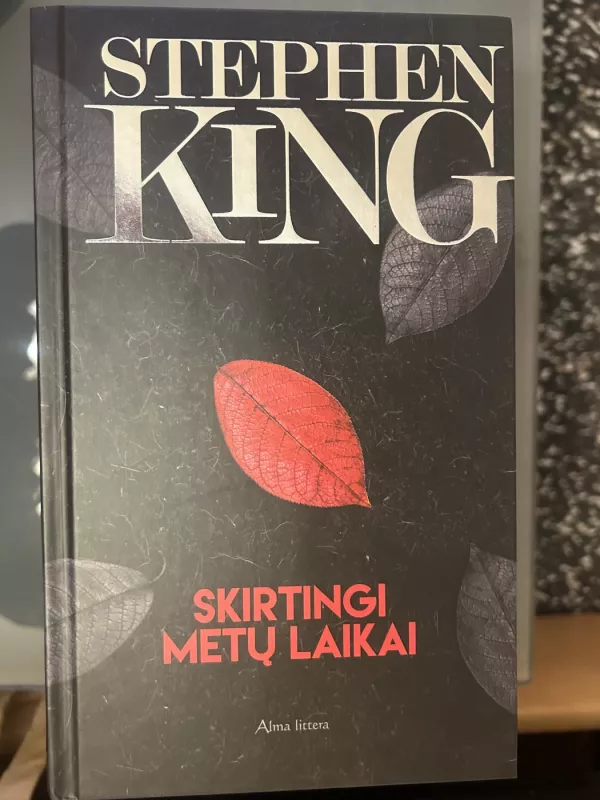 STEPHEN
KING
SKIRTINGI
METŲ LAIKAI
Alma littera